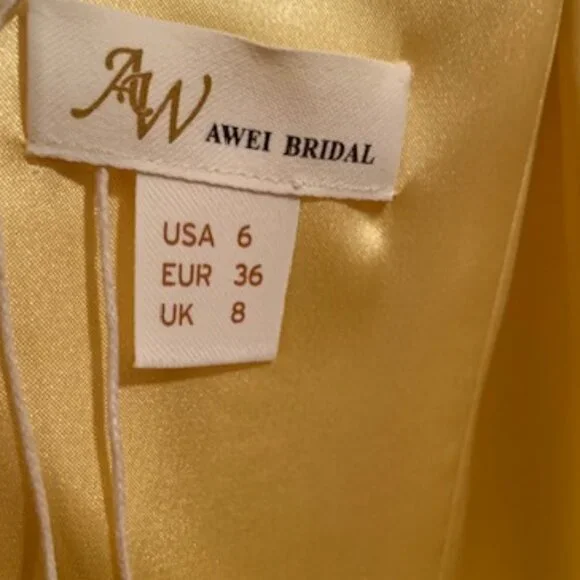 AW AWEI BRIDAL
USA 6
EUR 36
UK 8